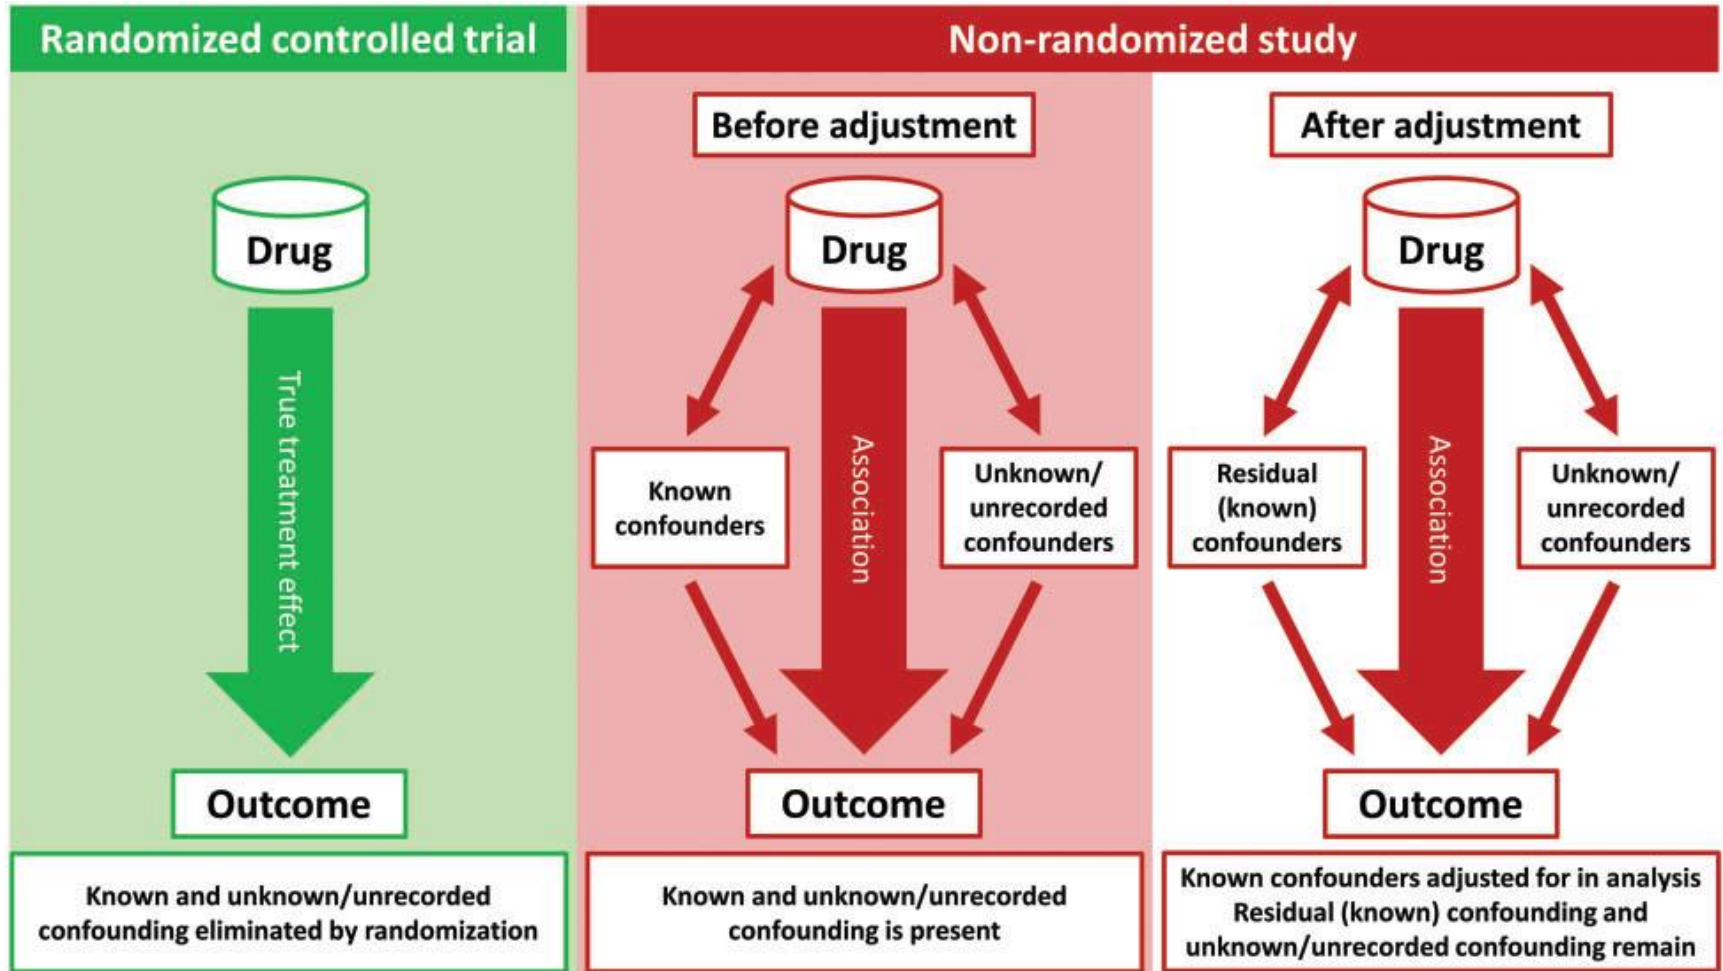 Randomized controlled trial
Drug
True treatment effect
Outcome
Known and unknown/unrecorded
confounding eliminated by randomization
Non-randomized study
Before adjustment
Drug
Known
confounders
Association
Unknown/
unrecorded
confounders
Outcome
Known and unknown/unrecorded
confounding is present
After adjustment
Drug
Residual
(known)
confounders
Association
Unknown/
unrecorded
confounders
Outcome
Known confounders adjusted for in analysis
Residual (known) confounding and
unknown/unrecorded confounding remain